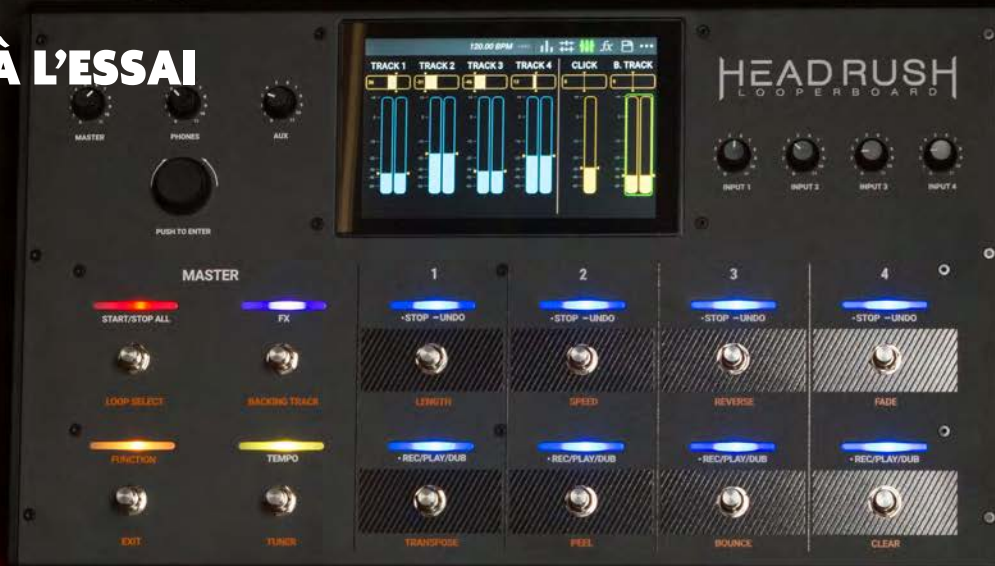 À L'ESSAI
120.00 BPM
fx
TRACK 1 TRACK 2 TRACK 3 TRACK 4 CLICK B. TRACK
HEADRUSH
LOOPERBOARD
MASTER PHONES AUX
INPUT 1 INPUT 2 INPUT 3 INPUT 4
PUSH TO ENTER
MASTER 1 2 3 4
START/STOP ALL FX •STOP –UNDO •STOP –UNDO •STOP –UNDO •STOP –UNDO
LOOP SELECT BACKING TRACK LENGTH SPEED REVERSE FADE
FUNCTION TEMPO •REC/PLAY/DUB •REC/PLAY/DUB •REC/PLAY/DUB •REC/PLAY/DUB
EXIT TUNER TRANSPOSE PEEL BOUNCE CLEAR